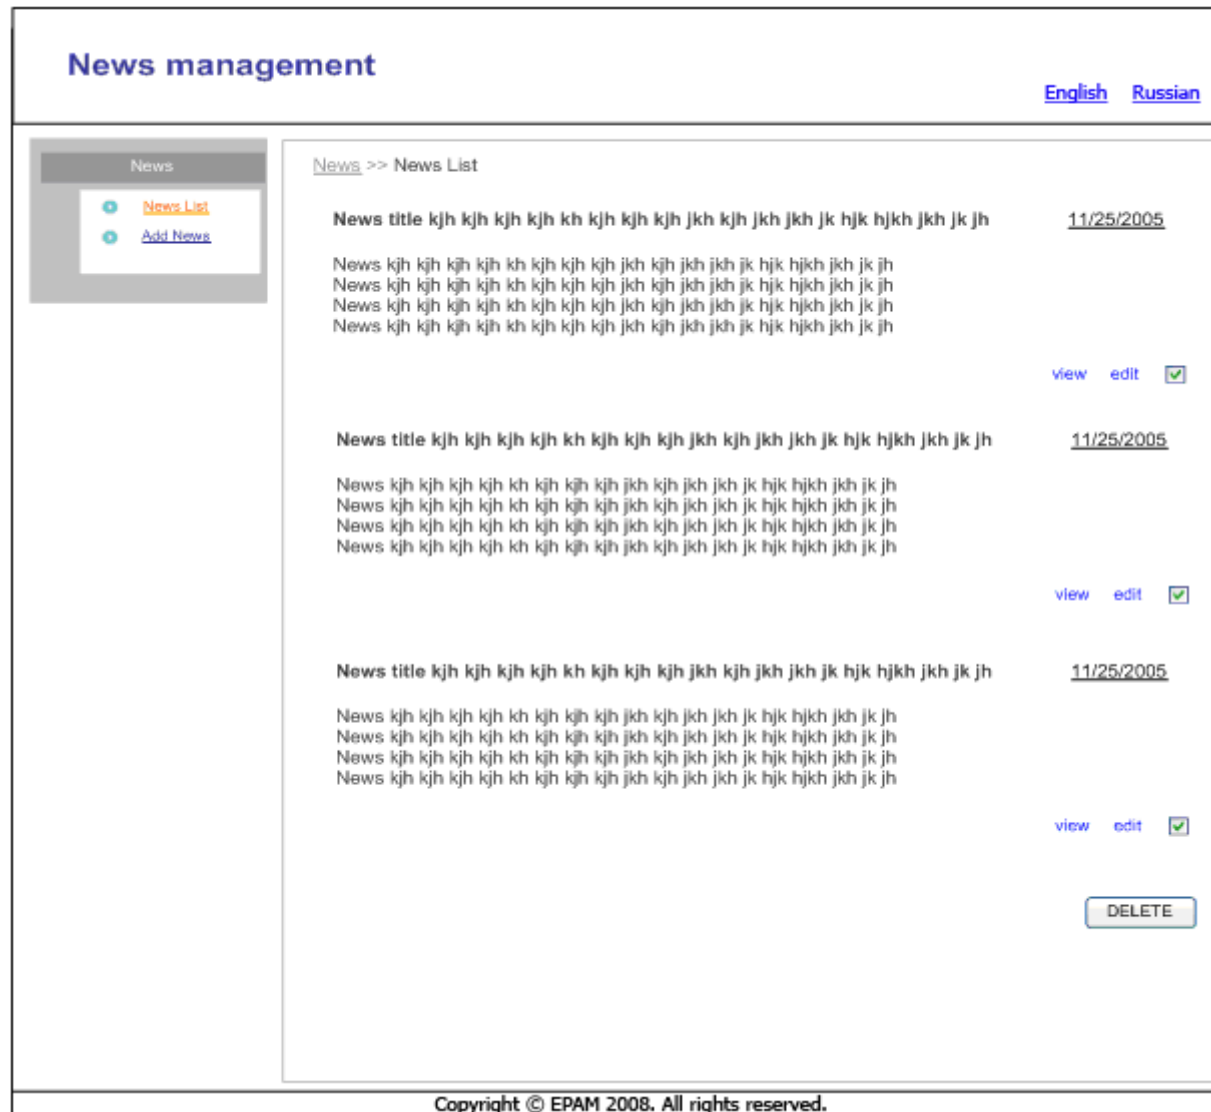 News management
English Russian
News
News List
Add News
News >> News List
News title kjh kjh kjh kjh kh kjh kjh kjh jkh kjh jkh jkh jk hjk hjkh jkh jk jh 11/25/2005
News kjh kjh kjh kjh kh kjh kjh kjh jkh kjh jkh jkh jk hjk hjkh jkh jk jh
News kjh kjh kjh kjh kh kjh kjh kjh jkh kjh jkh jkh jk hjk hjkh jkh jk jh
News kjh kjh kjh kjh kh kjh kjh kjh jkh kjh jkh jkh jk hjk hjkh jkh jk jh
News kjh kjh kjh kjh kh kjh kjh kjh jkh kjh jkh jkh jk hjk hjkh jkh jk jh
view edit
News title kjh kjh kjh kjh kh kjh kjh kjh jkh kjh jkh jkh jk hjk hjkh jkh jk jh 11/25/2005
News kjh kjh kjh kjh kh kjh kjh kjh jkh kjh jkh jkh jk hjk hjkh jkh jk jh
News kjh kjh kjh kjh kh kjh kjh kjh jkh kjh jkh jkh jk hjk hjkh jkh jk jh
News kjh kjh kjh kjh kh kjh kjh kjh jkh kjh jkh jkh jk hjk hjkh jkh jk jh
News kjh kjh kjh kjh kh kjh kjh kjh jkh kjh jkh jkh jk hjk hjkh jkh jk jh
view edit
News title kjh kjh kjh kjh kh kjh kjh kjh jkh kjh jkh jkh jk hjk hjkh jkh jk jh 11/25/2005
News kjh kjh kjh kjh kh kjh kjh kjh jkh kjh jkh jkh jk hjk hjkh jkh jk jh
News kjh kjh kjh kjh kh kjh kjh kjh jkh kjh jkh jkh jk hjk hjkh jkh jk jh
News kjh kjh kjh kjh kh kjh kjh kjh jkh kjh jkh jkh jk hjk hjkh jkh jk jh
News kjh kjh kjh kjh kh kjh kjh kjh jkh kjh jkh jkh jk hjk hjkh jkh jk jh
view edit
DELETE
Copyright © EPAM 2008. All rights reserved.